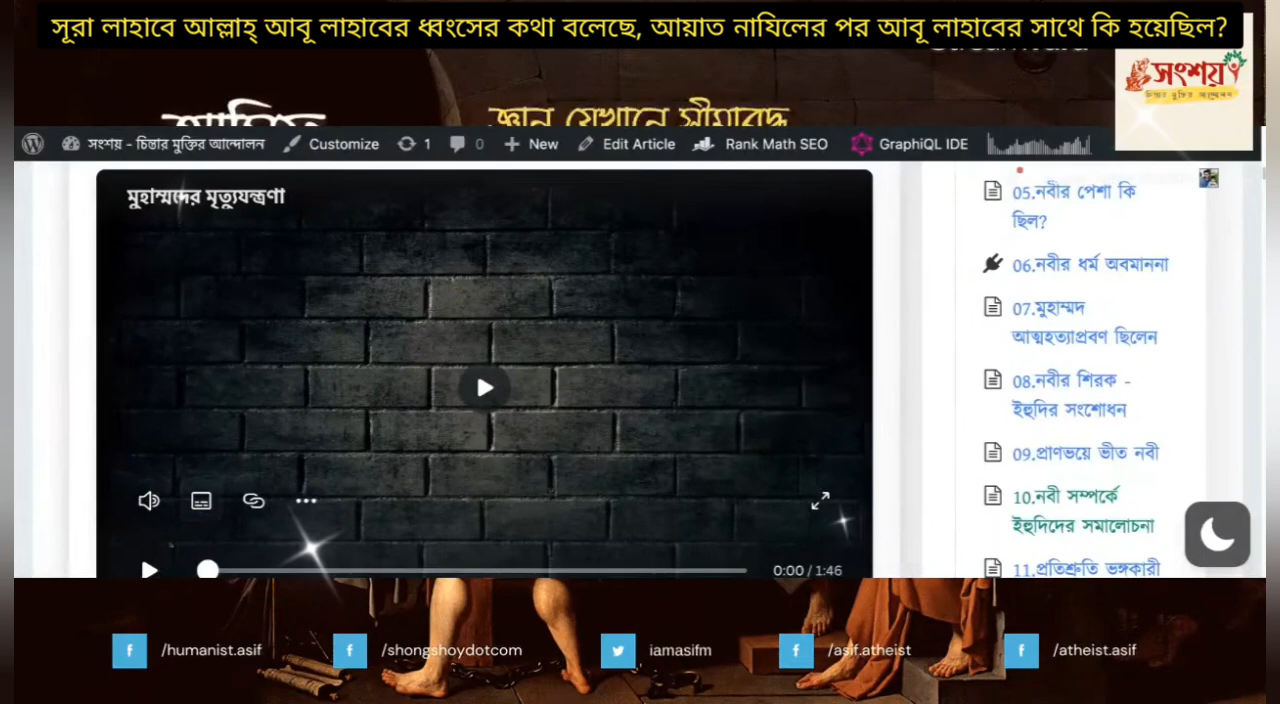 সূরা লাহাবে আল্লাহ্ আবূ লাহাবের ধ্বংসের কথা বলেছে, আয়াত নাযিলের পর আবূ লাহাবের সাথে কি হয়েছিল?
সংশয়
চিন্তার মুক্তির আন্দোলন
জ্ঞান যেখানে সীমাবদ্ধ
সংশয় - চিন্তার মুক্তির আন্দোলন Customize 1 0 New Edit Article Rank Math SEO GraphiQL IDE
মুহাম্মদের মৃত্যুযন্ত্রণা
05.নবীর পেশা কি
ছিল?
06.নবীর ধর্ম অবমাননা
07.মুহাম্মদ
আত্মহত্যাপ্রবণ ছিলেন
08.নবীর শিরক -
ইহুদির সংশোধন
09.প্রাণভয়ে ভীত নবী
10.নবী সম্পর্কে
ইহুদিদের সমালোচনা
11.প্রতিশ্রুতি ভঙ্গকারী
0:00 / 1:46
/humanist.asif /shongshoydotcom iamasifm /asif.atheist /atheist.asif